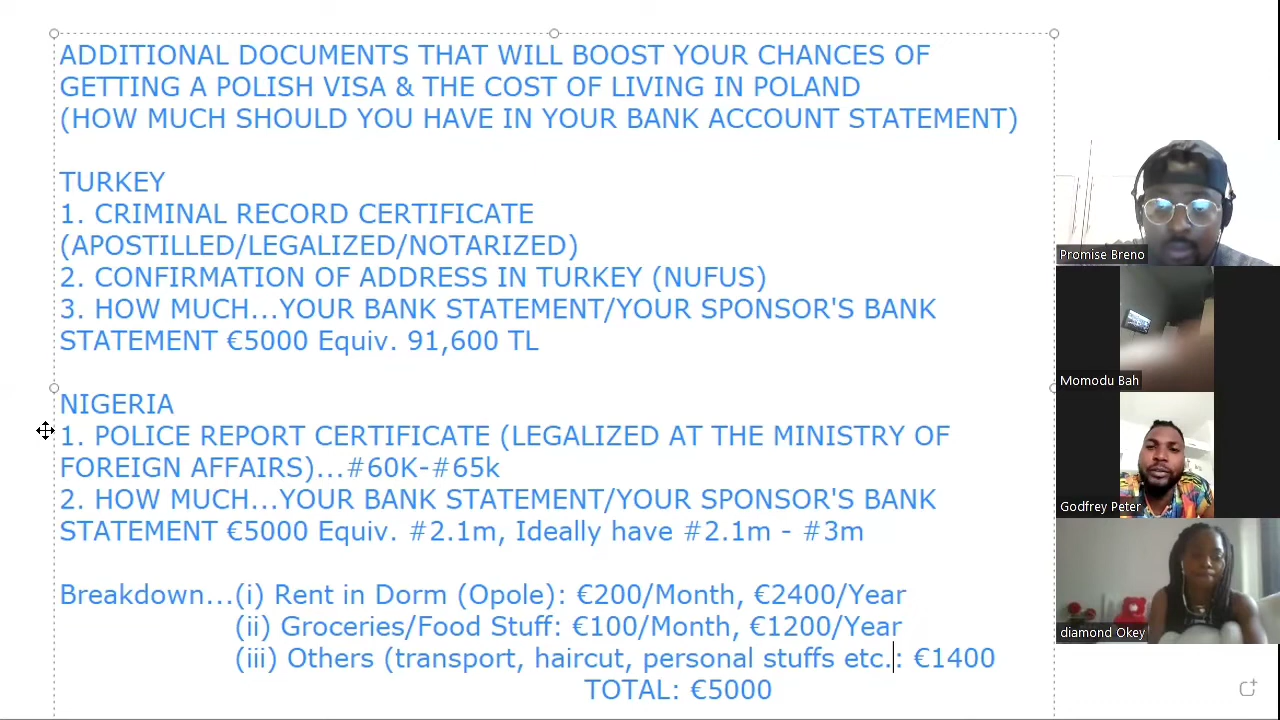 ADDITIONAL DOCUMENTS THAT WILL BOOST YOUR CHANCES OF
GETTING A POLISH VISA & THE COST OF LIVING IN POLAND
(HOW MUCH SHOULD YOU HAVE IN YOUR BANK ACCOUNT STATEMENT)
TURKEY
1. CRIMINAL RECORD CERTIFICATE
(APOSTILLED/LEGALIZED/NOTARIZED)
2. CONFIRMATION OF ADDRESS IN TURKEY (NUFUS)
3. HOW MUCH...YOUR BANK STATEMENT/YOUR SPONSOR'S BANK
STATEMENT €5000 Equiv. 91,600 TL
NIGERIA
1. POLICE REPORT CERTIFICATE (LEGALIZED AT THE MINISTRY OF
FOREIGN AFFAIRS)...#60K-#65k
2. HOW MUCH...YOUR BANK STATEMENT/YOUR SPONSOR'S BANK
STATEMENT €5000 Equiv. #2.1m, Ideally have #2.1m - #3m
Breakdown...(i) Rent in Dorm (Opole): €200/Month, €2400/Year
(ii) Groceries/Food Stuff: €100/Month, €1200/Year
(iii) Others (transport, haircut, personal stuffs etc.: €1400
TOTAL: €5000
Promise Breno
Momodu Bah
Godfrey Peter
diamond Okey